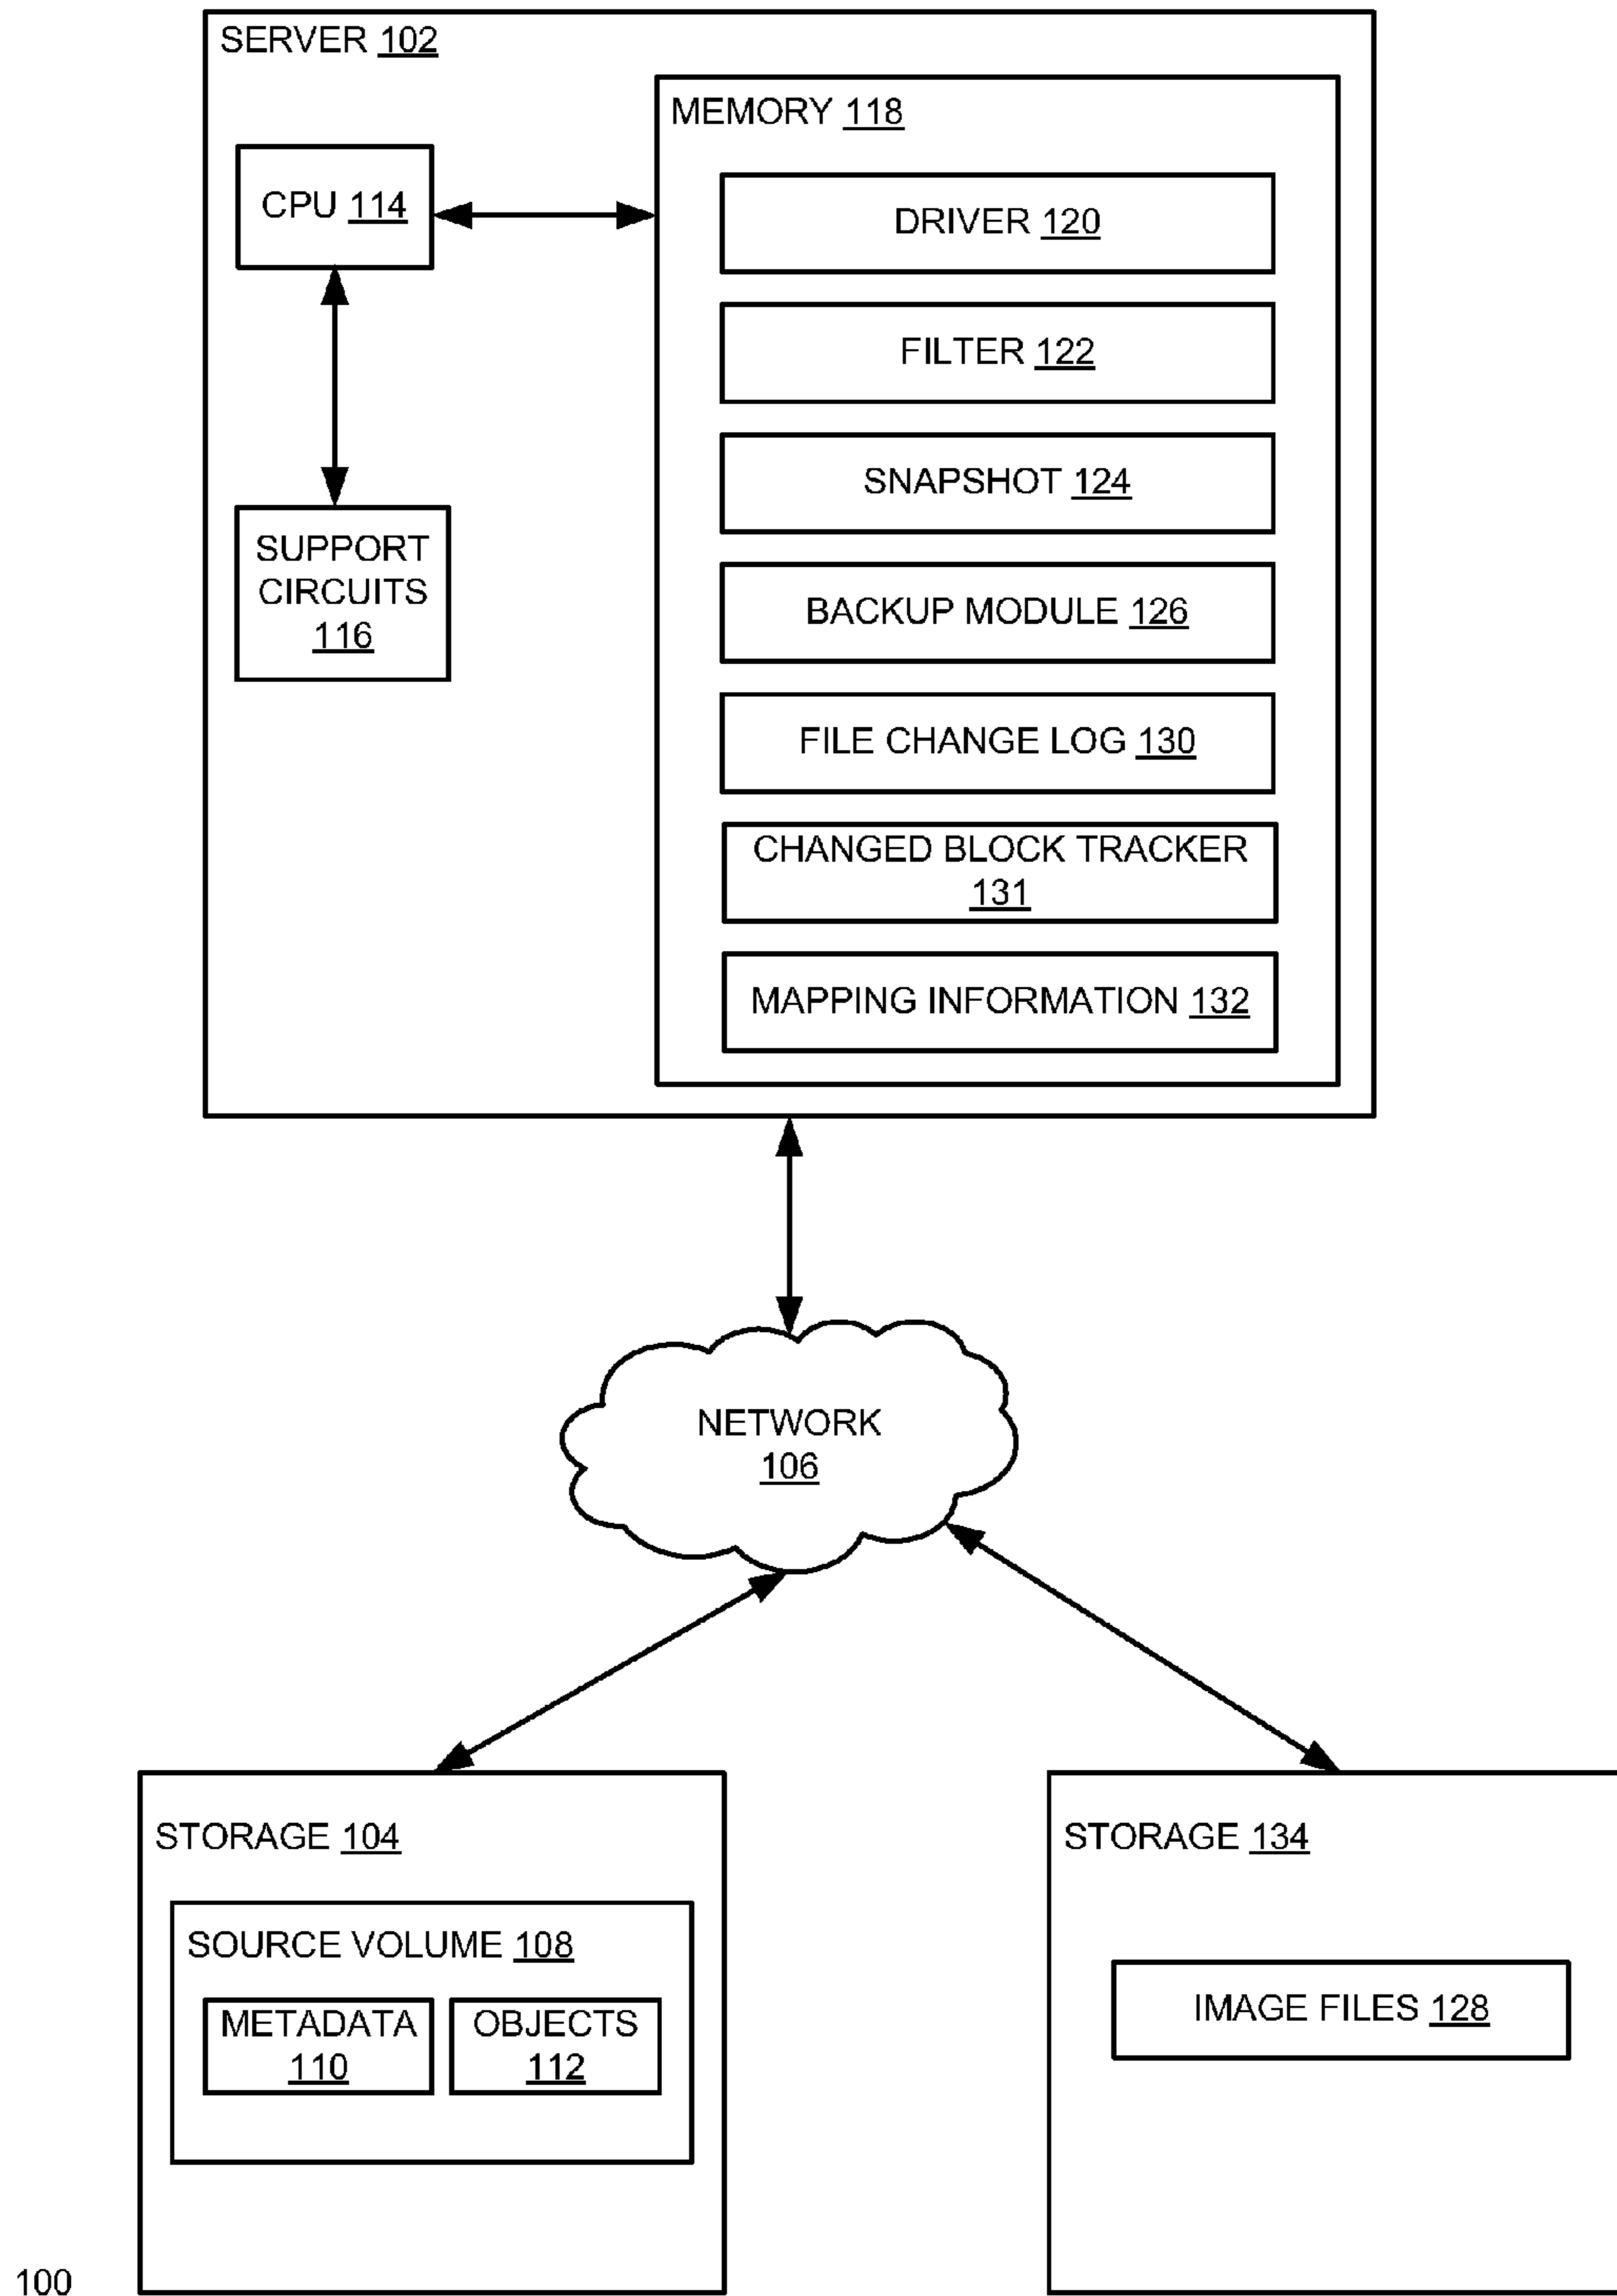 SERVER 102
MEMORY 118
CPU 114
DRIVER 120
FILTER 122
SNAPSHOT 124
SUPPORT
CIRCUITS
116
BACKUP MODULE 126
FILE CHANGE LOG 130
CHANGED BLOCK TRACKER
131
MAPPING INFORMATION 132
NETWORK
106
STORAGE 104
SOURCE VOLUME 108
METADATA
110
OBJECTS
112
STORAGE 134
IMAGE FILES 128
100